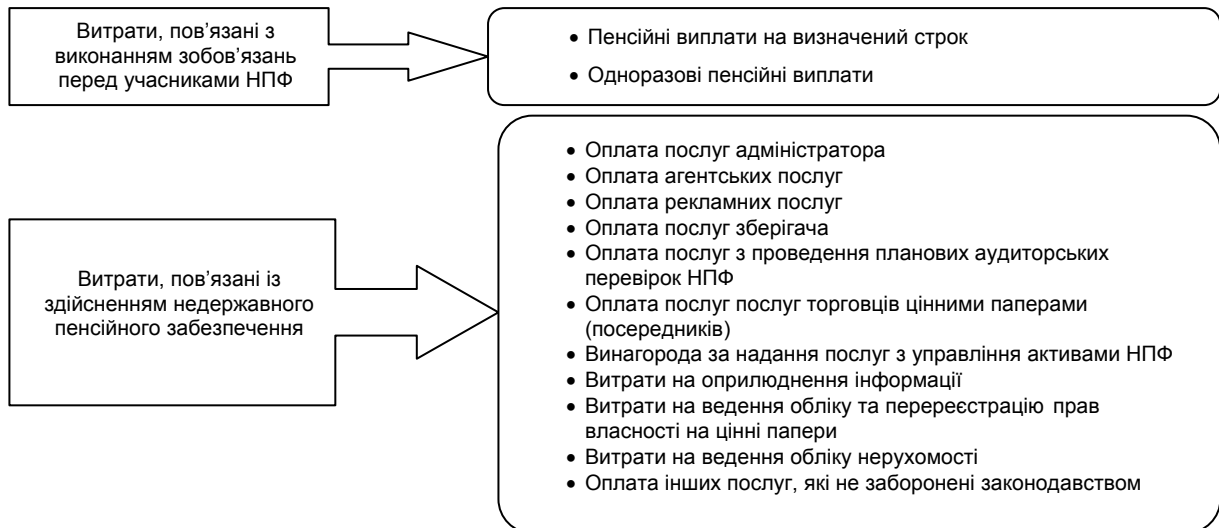 Витрати, пов’язані з
виконанням зобов’язань
перед учасниками НПФ
• Пенсійні виплати на визначений строк
• Одноразові пенсійні виплати
Витрати, пов’язані із
здійсненням недержавного
пенсійного забезпечення
• Оплата послуг адміністратора
• Оплата агентських послуг
• Оплата рекламних послуг
• Оплата послуг зберігача
• Оплата послуг з проведення планових аудиторських
перевірок НПФ
• Оплата послуг послуг торговців цінними паперами
(посередників)
• Винагорода за надання послуг з управління активами НПФ
• Витрати на оприлюднення інформації
• Витрати на ведення обліку та перереєстрацію прав
власності на цінні папери
• Витрати на ведення обліку нерухомості
• Оплата інших послуг, які не заборонені законодавством